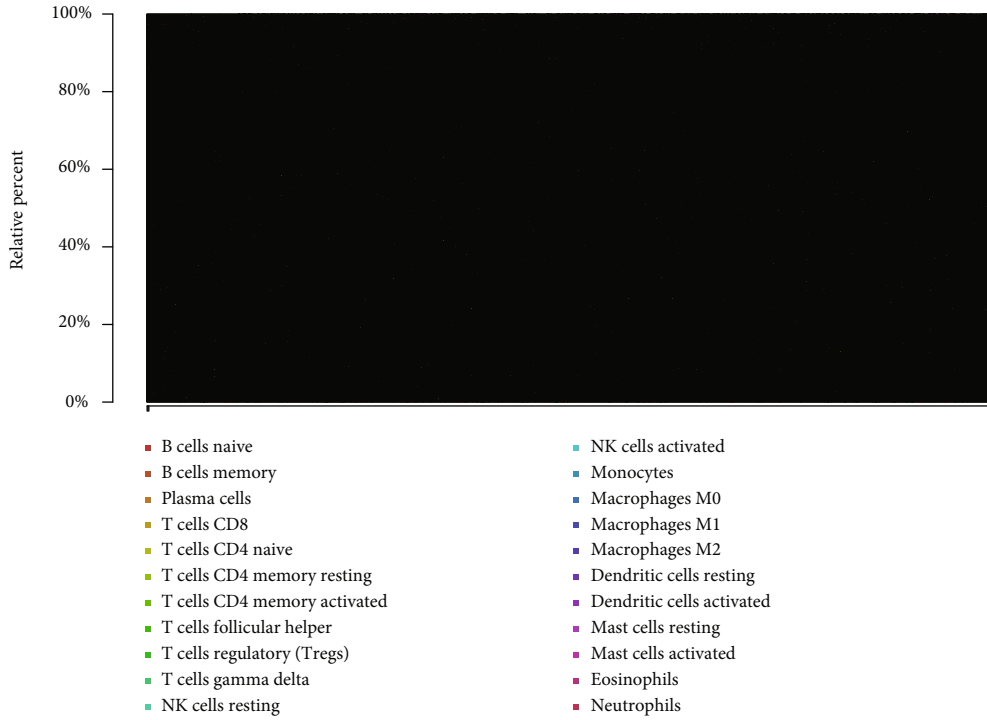 100%
80%
60%
40%
20%
0%
Relative percent
B cells naive
B cells memory
Plasma cells
T cells CD8
T cells CD4 naive
T cells CD4 memory resting
T cells CD4 memory activated
T cells follicular helper
T cells regulatory (Tregs)
T cells gamma delta
NK cells resting
NK cells activated
Monocytes
Macrophages M0
Macrophages M1
Macrophages M2
Dendritic cells resting
Dendritic cells activated
Mast cells resting
Mast cells activated
Eosinophils
Neutrophils